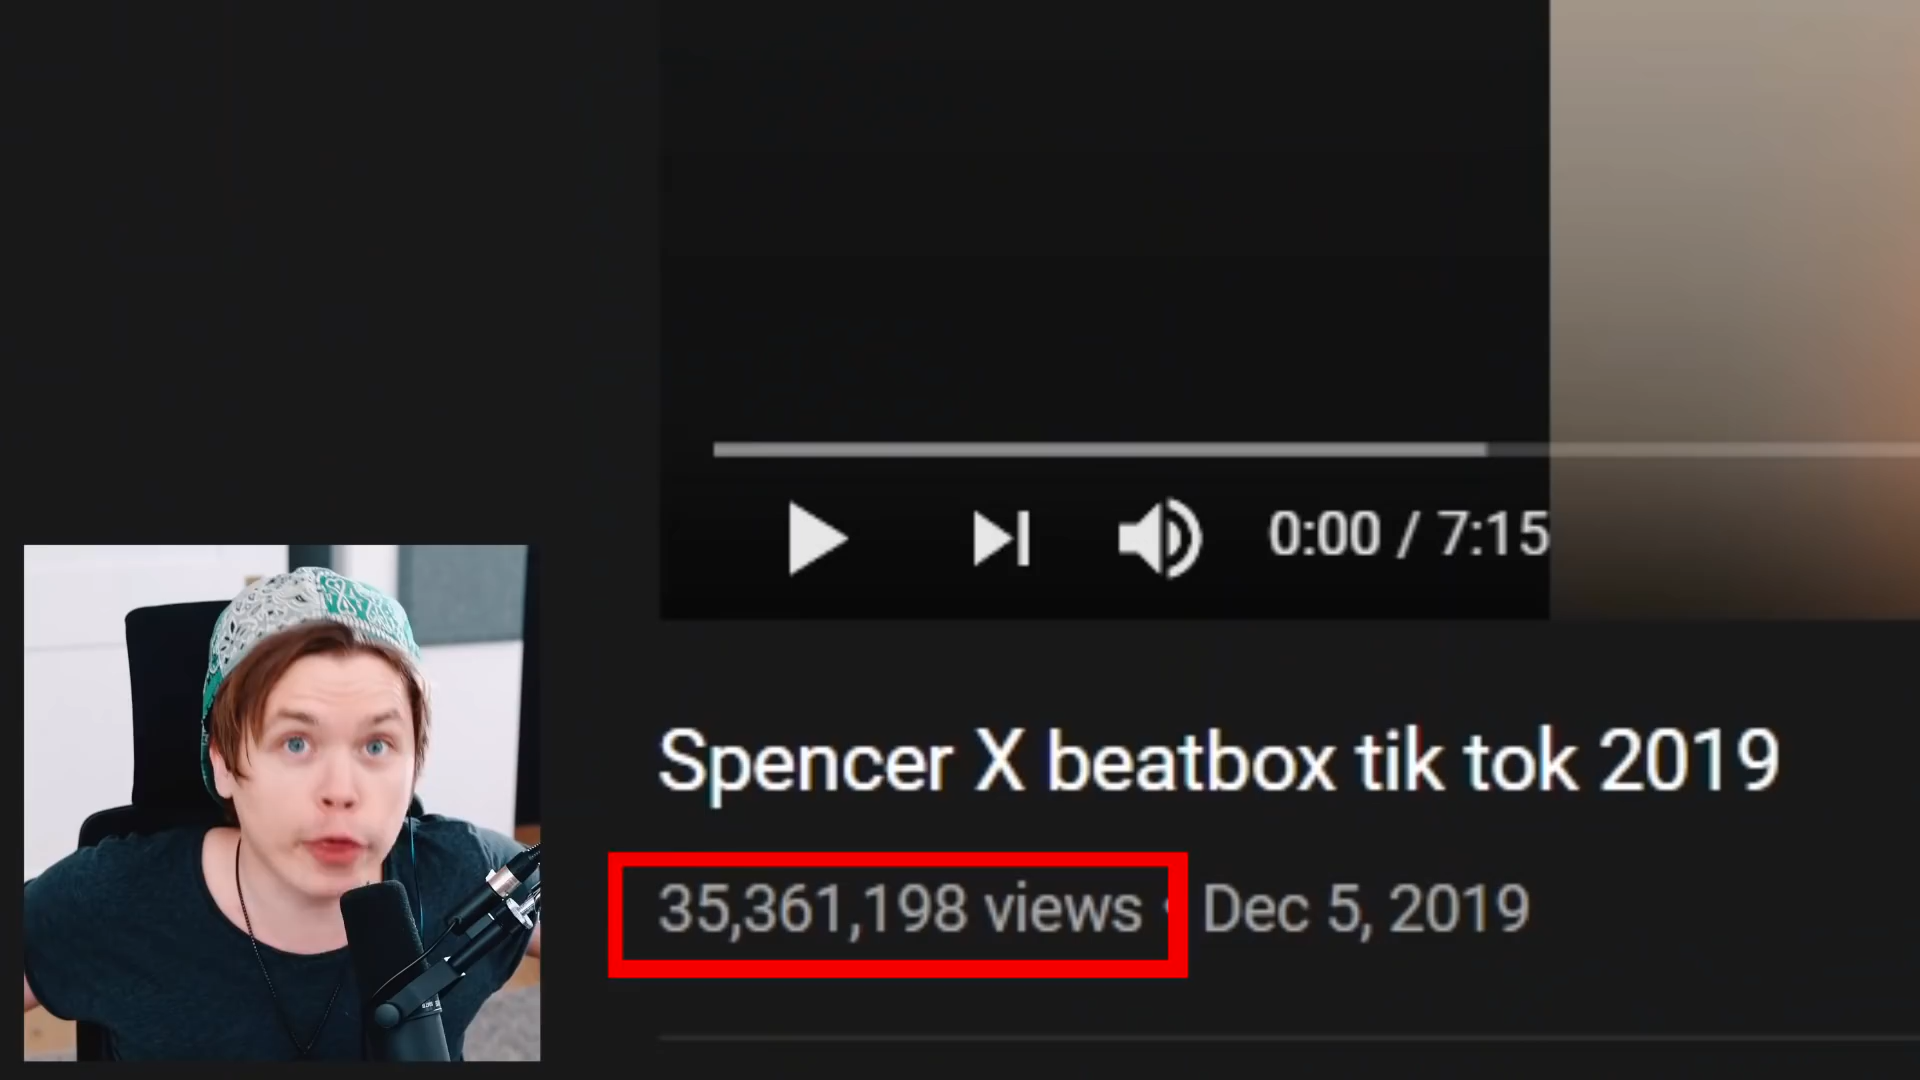 0:00 / 7:15
Spencer X beatbox tik tok 2019
35,361,198 views • Dec 5, 2019